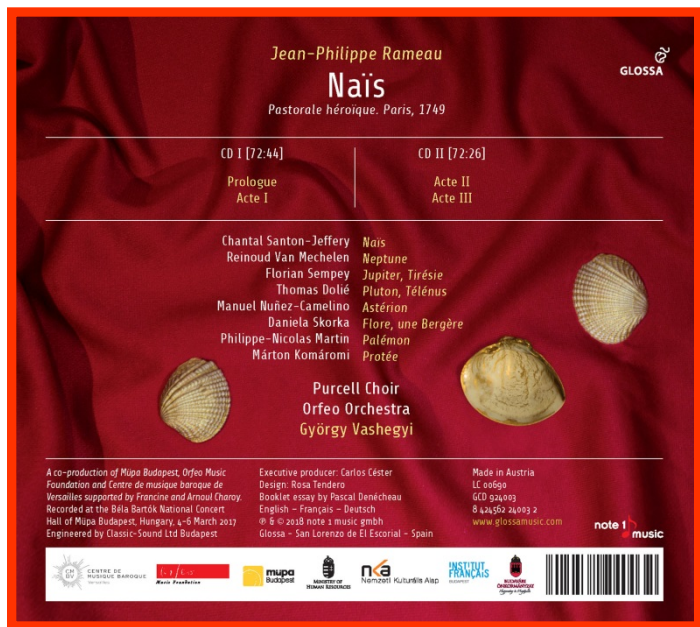 Jean-Philippe Rameau
GLOSSA
Naïs
Pastorale héroïque. Paris, 1749
CD I [72:44]
CD II [72:26]
Prologue
Acte II
Acte I
Acte III
Chantal Santon-Jeffery Naïs
Reinoud Van Mechelen Neptune
Florian Sempey Jupiter, Tirésie
Thomas Dolié Pluton, Télénus
Manuel Nuñez-Camelino Astérion
Daniela Skorka Flore, une Bergère
Philippe-Nicolas Martin Palémon
Márton Komáromi Protée
Purcell Choir
Orfeo Orchestra
György Vashegyi
A co-production of Müpa Budapest, Orfeo Music
Foundation and Centre de musique baroque de
Versailles supported by Francine and Arnoul Charoy.
Recorded at the Béla Bartók National Concert
Hall of Müpa Budapest, Hungary, 4-6 March 2017
Engineered by Classic-Sound Ltd Budapest
Executive producer: Carlos Céster
Design: Rosa Tendero
Booklet essay by Pascal Denécheau
English – Français – Deutsch
℗ & © 2018 note 1 music gmbh
Glossa - San Lorenzo de El Escorial - Spain
Made in Austria
LC 00690
GCD 924003
8 424562 24003 2
www.glossamusic.com
note 1 music
CM BV
CENTRE DE
MUSIQUE BAROQUE
Music Foundation
müpa
Budapest
MINISTRY OF
HUMAN RESOURCES
nka
Nemzeti Kulturális Alap
INSTITUT
FRANÇAIS
BUDAPEST